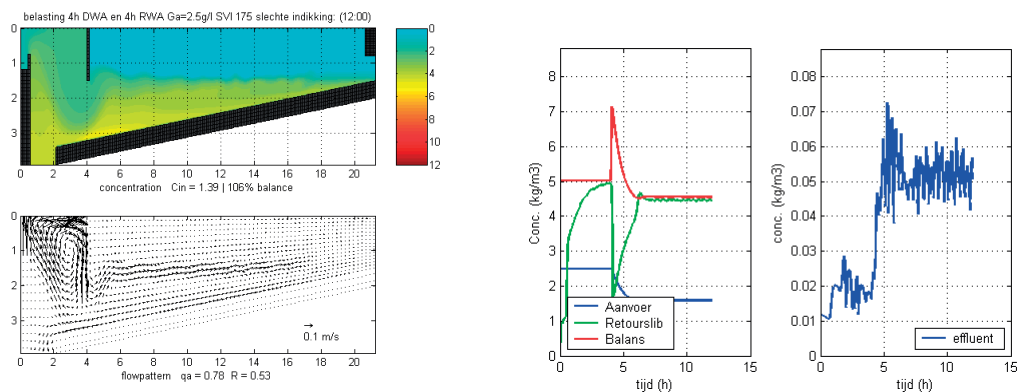 belasting 4h DWA en 4h RWA Ga=2.5g/l SVI 175 slechte indikking: (12:00)
0
1
2
3
0 2 4 6 8 10 12 14 16 18 20
concentration Cin = 1.39 | 106% balance
0
2
4
6
8
10
12
0
1
2
3
0.1 m/s
0 2 4 6 8 10 12 14 16 18 20
flowpattern qa = 0.78 R = 0.53
Conc. (kg/m3)
8
7
6
5
4
3
2
1
0
Aanvoer
Retourslib
Balans
0 5 10 15
tijd (h)
conc. (kg/m3)
0.08
0.07
0.06
0.05
0.04
0.03
0.02
0.01
0
effluent
0 5 10 15
tijd (h)